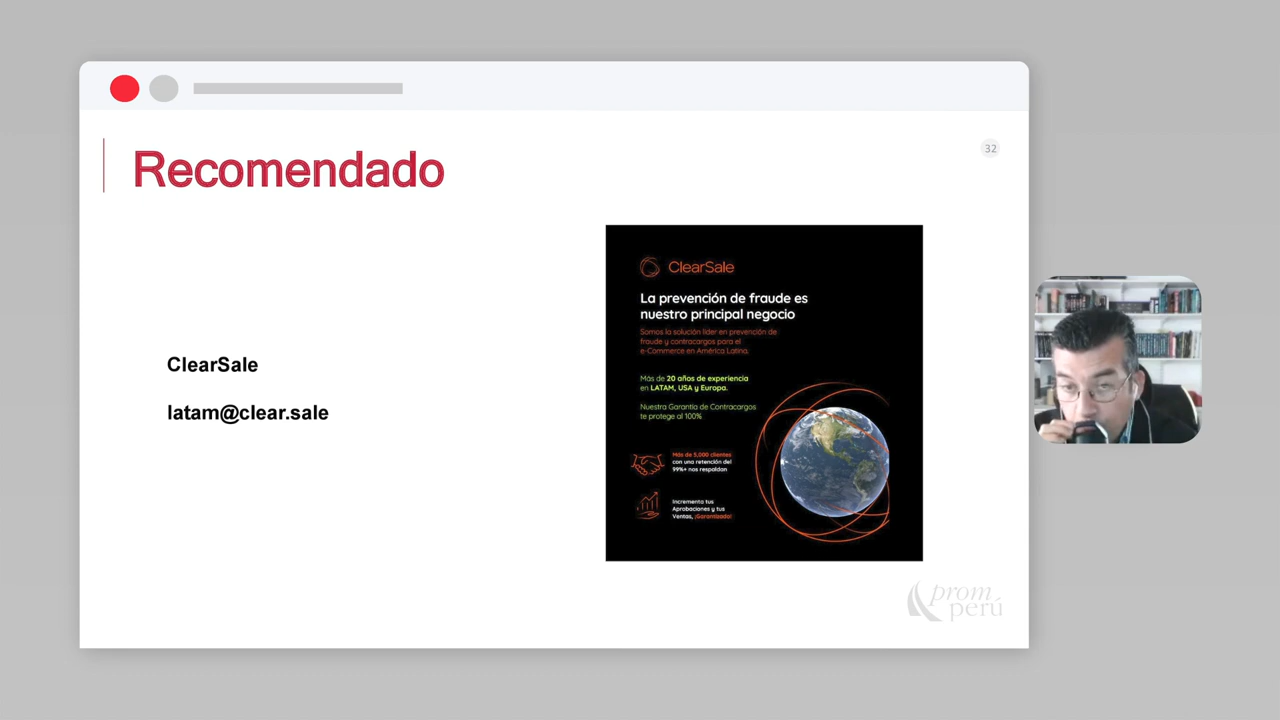 Recomendado
32
ClearSale
latam@clear.sale
ClearSale
La prevención de fraude es
nuestro principal negocio
Somos la solución líder en prevención de
fraude y contracargos para el
e-Commerce en América Latina.
Más de 20 años de experiencia
en LATAM, USA y Europa.
Nuestra Garantía de Contracargos
te protege al 100%
Más de 5,000 clientes
con una retención del
99%+ nos respaldan
Incrementa tus
Aprobaciones y tus
Ventas, ¡Garantizado!
prom
perú